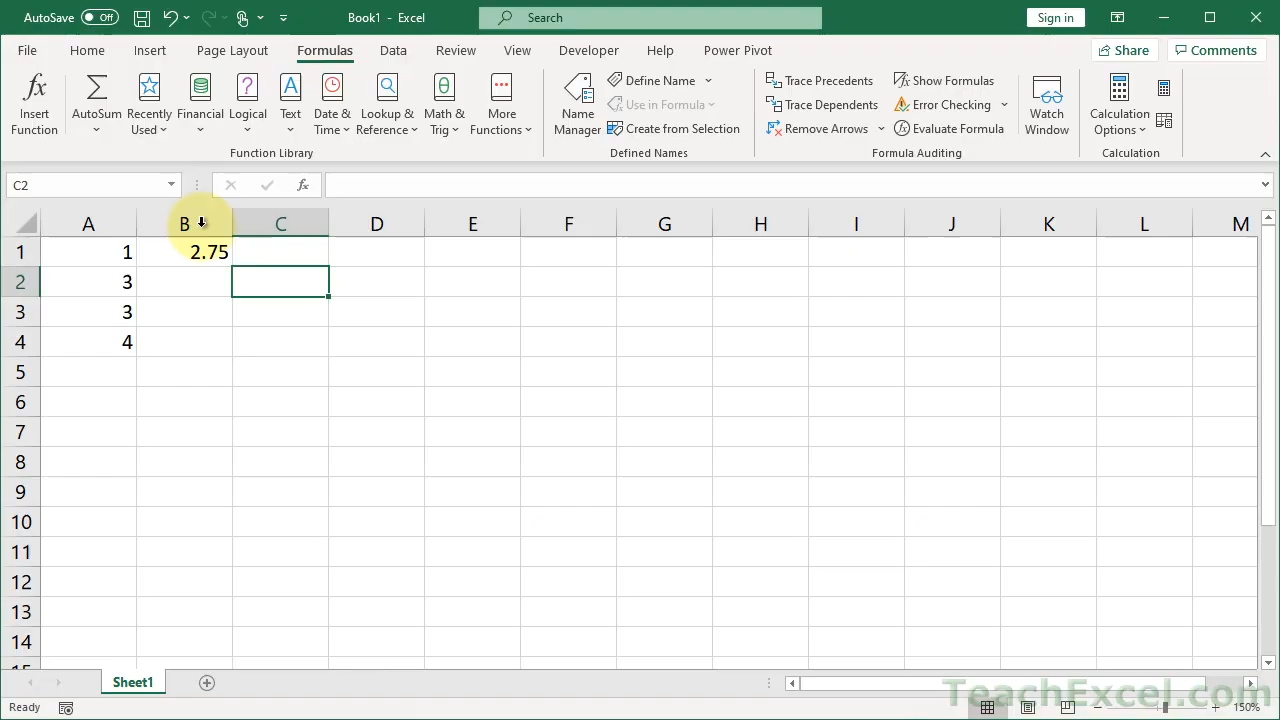 AutoSave Off Book1 - Excel Search Sign in
File Home Insert Page Layout Formulas Data Review View Developer Help Power Pivot Share Comments
fx Σ A ? θ
Insert Function
AutoSum
Recently Used
Financial
Logical
Text
Date & Time
Lookup & Reference
Math & Trig
More Functions
Function Library
Name Manager
Define Name
Use in Formula
Create from Selection
Defined Names
Trace Precedents
Trace Dependents
Remove Arrows
Show Formulas
Error Checking
Evaluate Formula
Formula Auditing
Watch Window
Calculation Options
Calculation
C2 fx
A B C D E F G H I J K L M
1 1 2.75
2 3
3 3
4 4
5
6
7
8
9
10
11
12
13
14
15
Sheet1
Ready 150%
TeachExcel.com